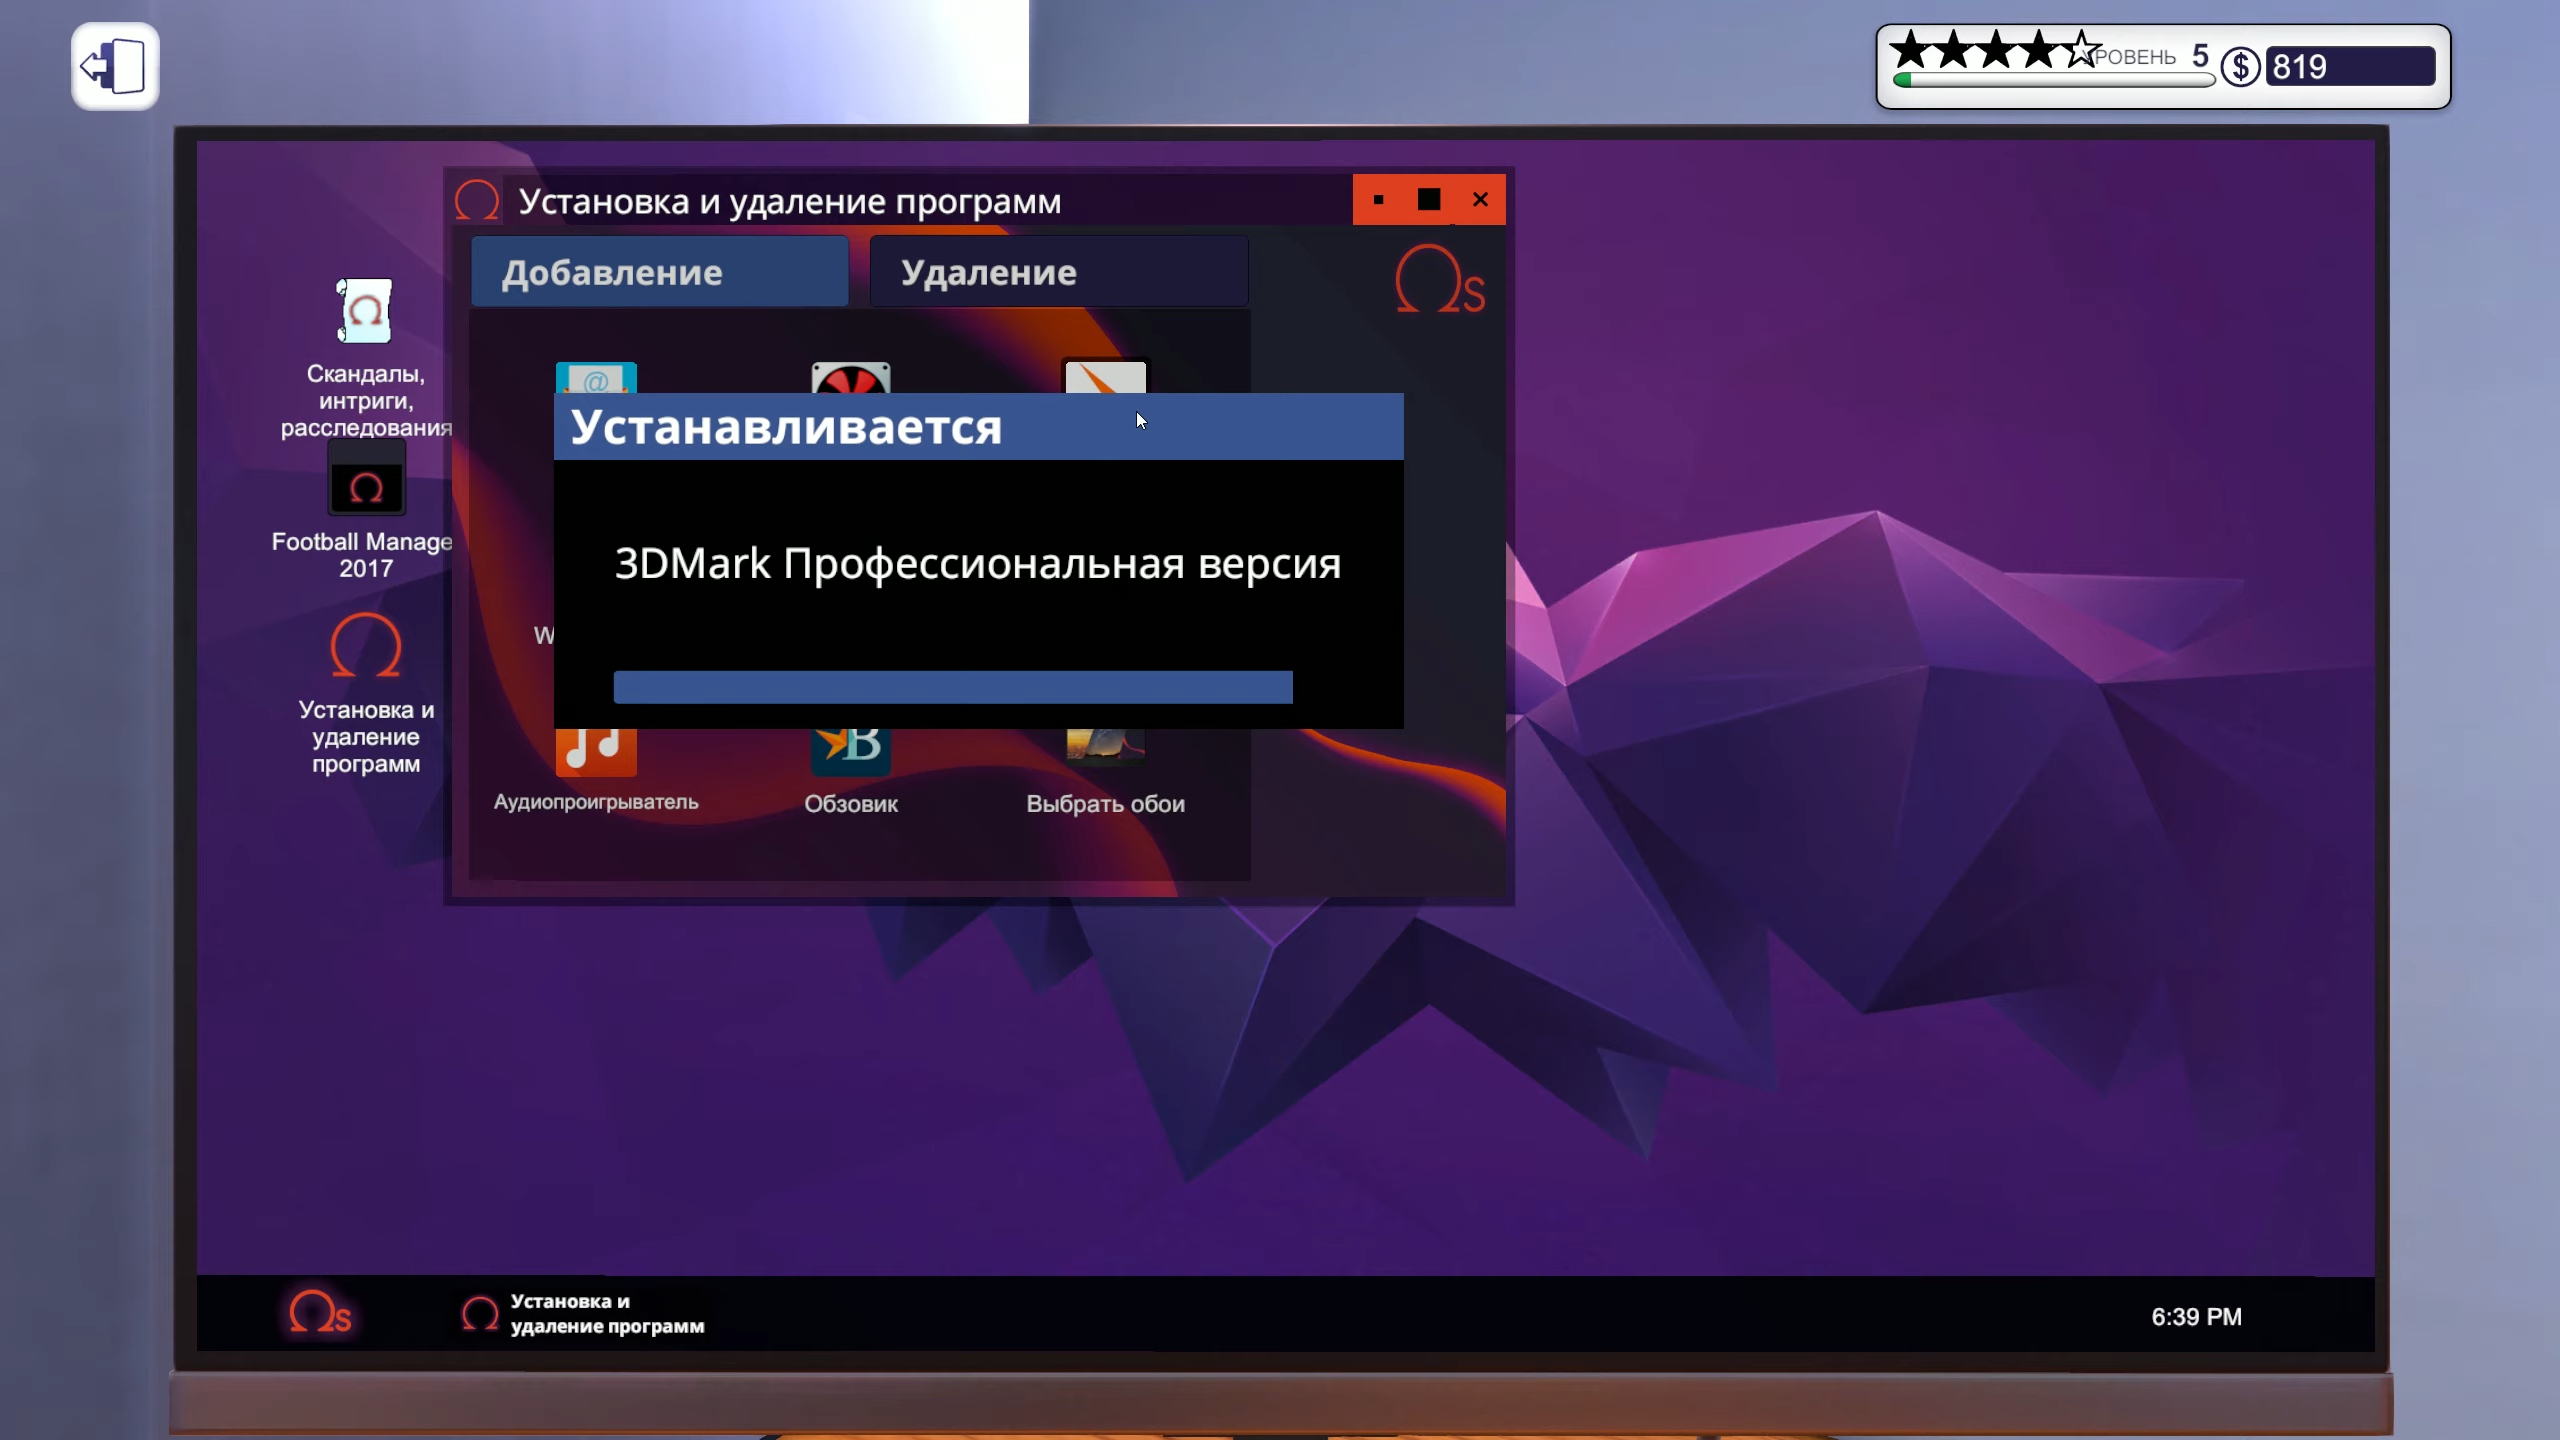 УРОВЕНЬ 5
819
Установка и удаление программ
Добавление
Удаление
Скандалы,
интриги,
расследования
Football Manage
2017
Установка и
удаление
программ
Устанавливается
3DMark Профессиональная версия
W
Аудиопроигрыватель
Обзовик
Выбрать обои
Установка и
удаление программ
6:39 PM